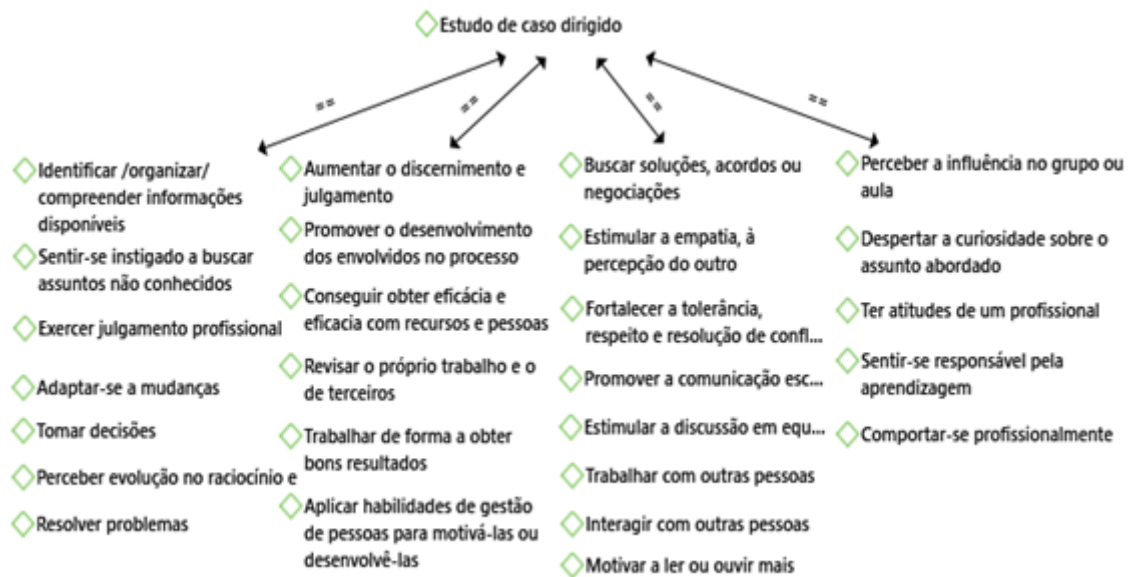 Estudo de caso dirigido
==
==
==
==
Identificar /organizar/
compreender informações
disponíveis
Sentir-se instigado a buscar
assuntos não conhecidos
Exercer julgamento profissional
Adaptar-se a mudanças
Tomar decisões
Perceber evolução no raciocínio e
Resolver problemas
Aumentar o discernimento e
julgamento
Promover o desenvolvimento
dos envolvidos no processo
Conseguir obter eficácia e
eficacia com recursos e pessoas
Revisar o próprio trabalho e o
de terceiros
Trabalhar de forma a obter
bons resultados
Aplicar habilidades de gestão
de pessoas para motivá-las ou
desenvolvê-las
Buscar soluções, acordos ou
negociações
Estimular a empatia, à
percepção do outro
Fortalecer a tolerância,
respeito e resolução de confl...
Promover a comunicação esc...
Estimular a discussão em equ...
Trabalhar com outras pessoas
Interagir com outras pessoas
Motivar a ler ou ouvir mais
Perceber a influência no grupo ou
aula
Despertar a curiosidade sobre o
assunto abordado
Ter atitudes de um profissional
Sentir-se responsável pela
aprendizagem
Comportar-se profissionalmente